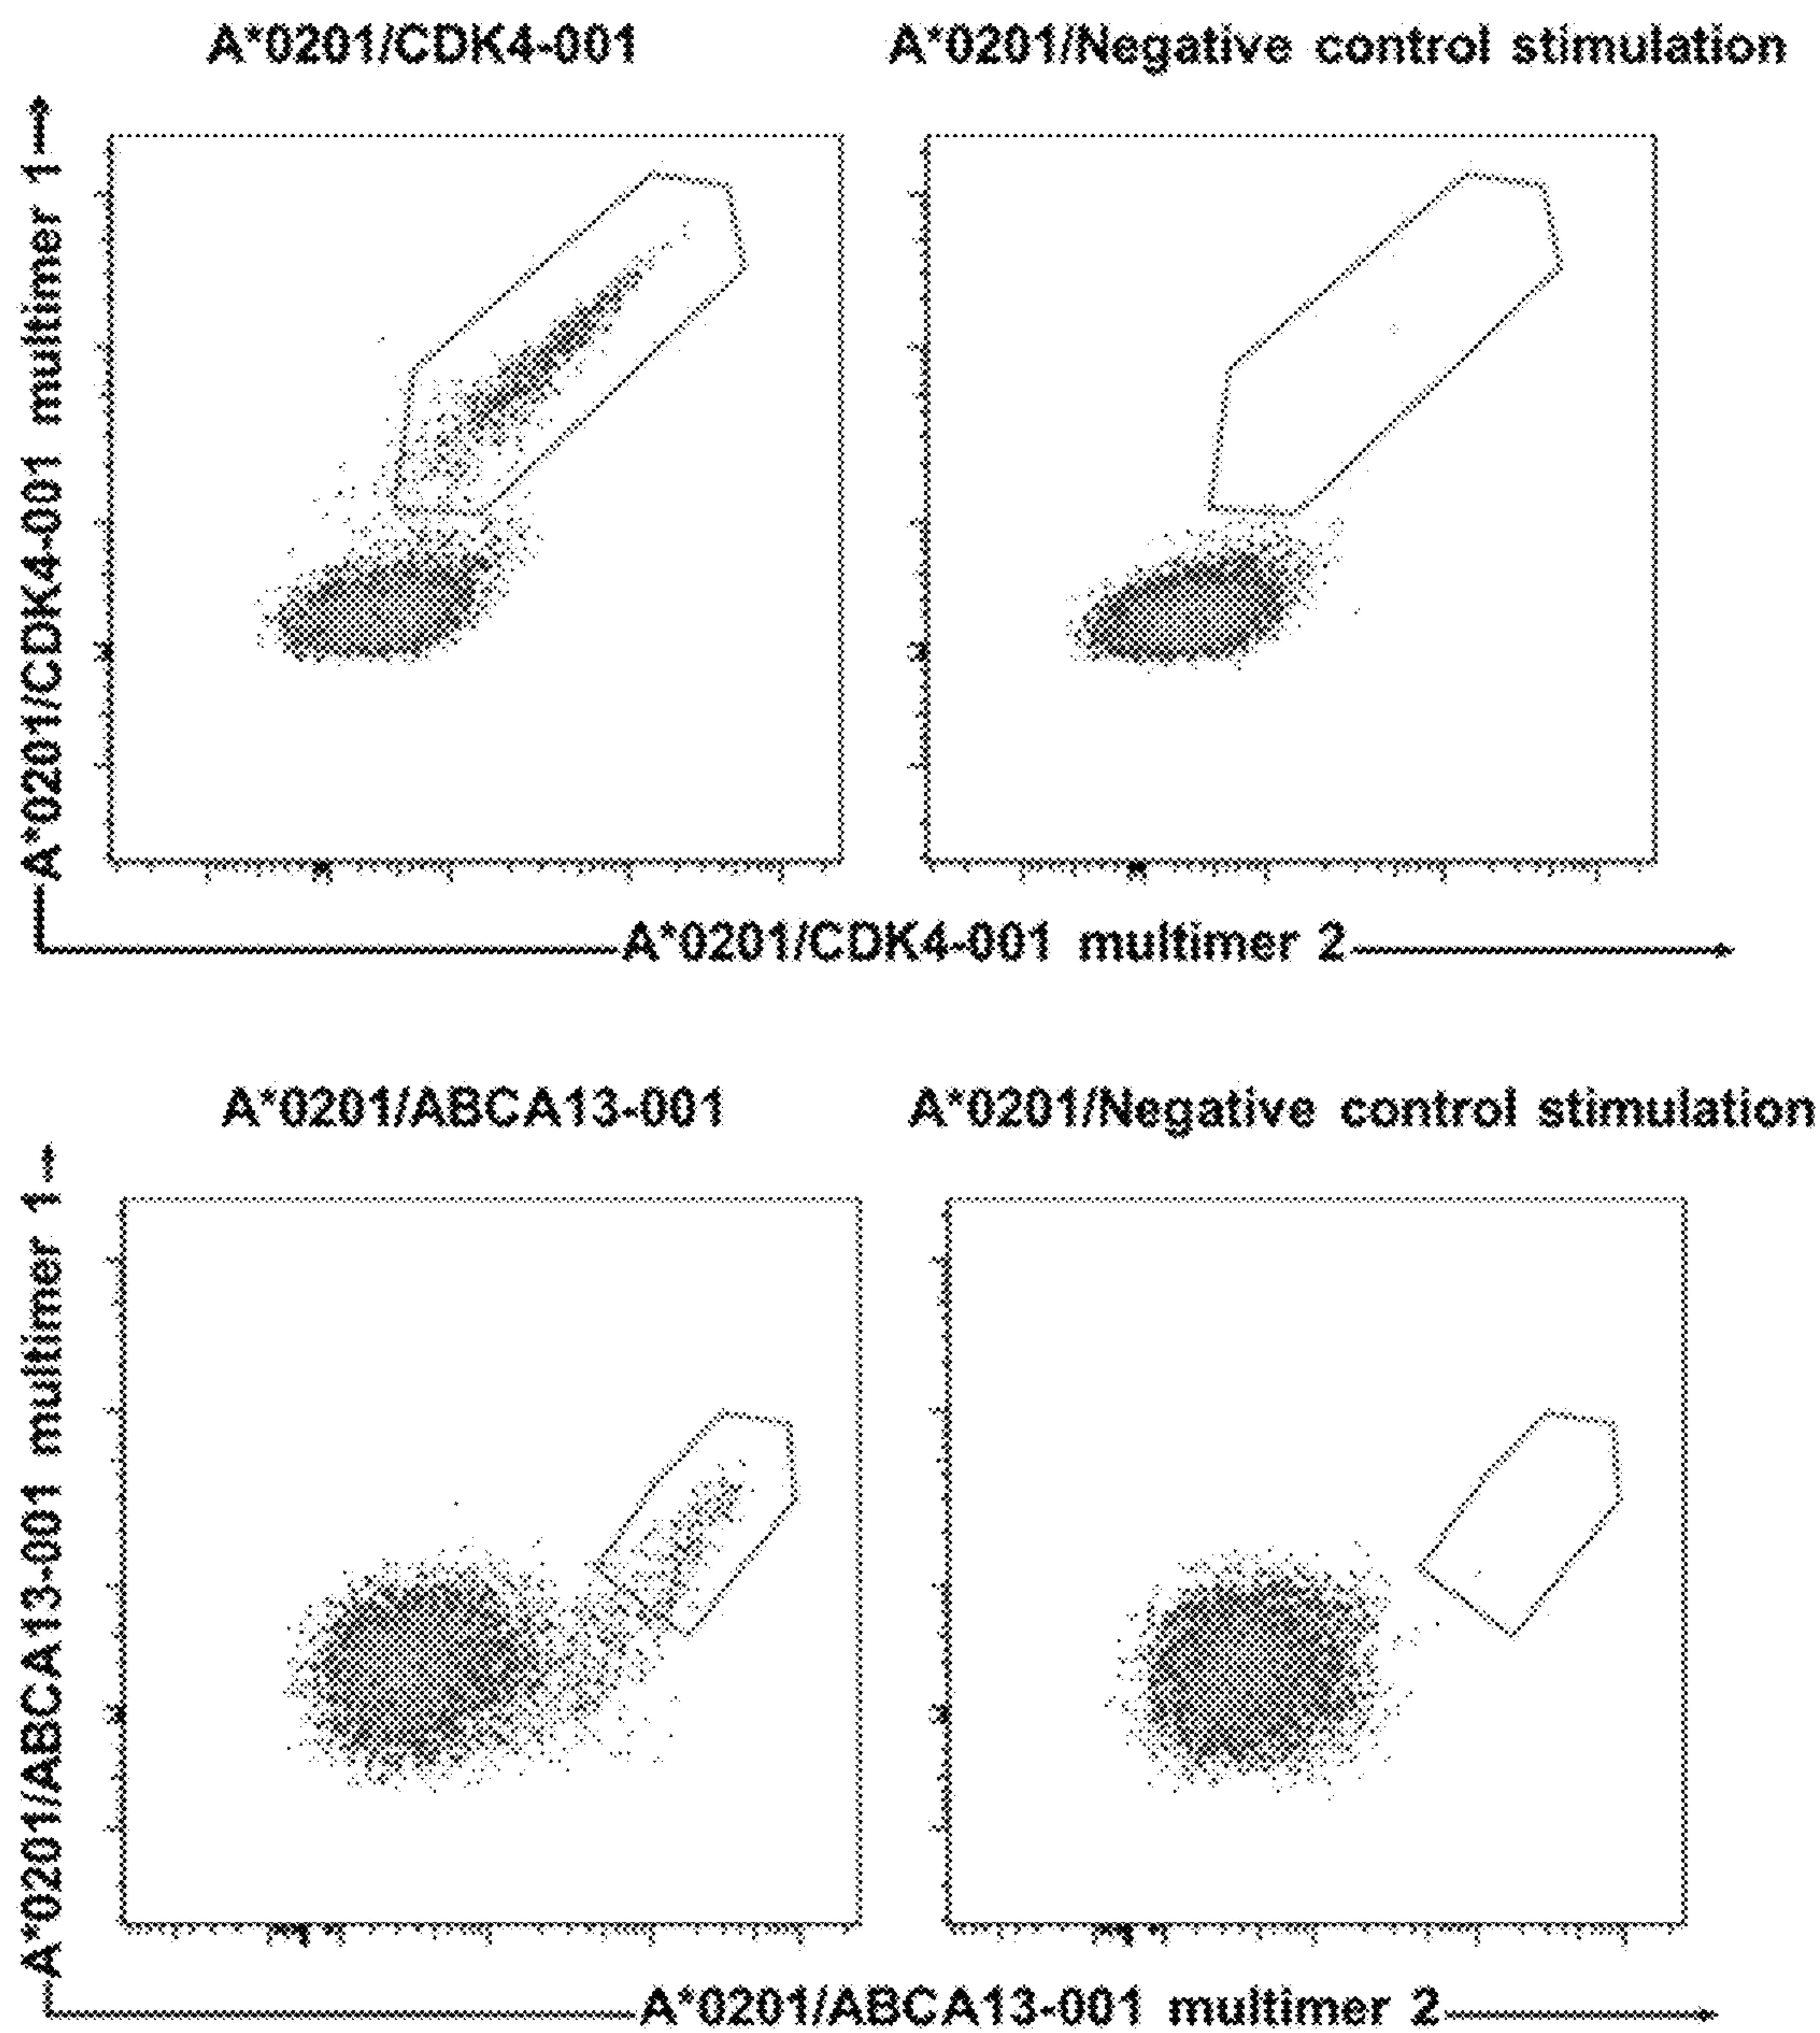 A*0201/CDK4-001
A*0201/Negative control stimulation
A*0201/CDK4-001 multimer 1
A*0201/CDK4-001 multimer 2
A*0201/ABCA13-001
A*0201/Negative control stimulation
A*0201/ABCA13-001 multimer 1
A*0201/ABCA13-001 multimer 2